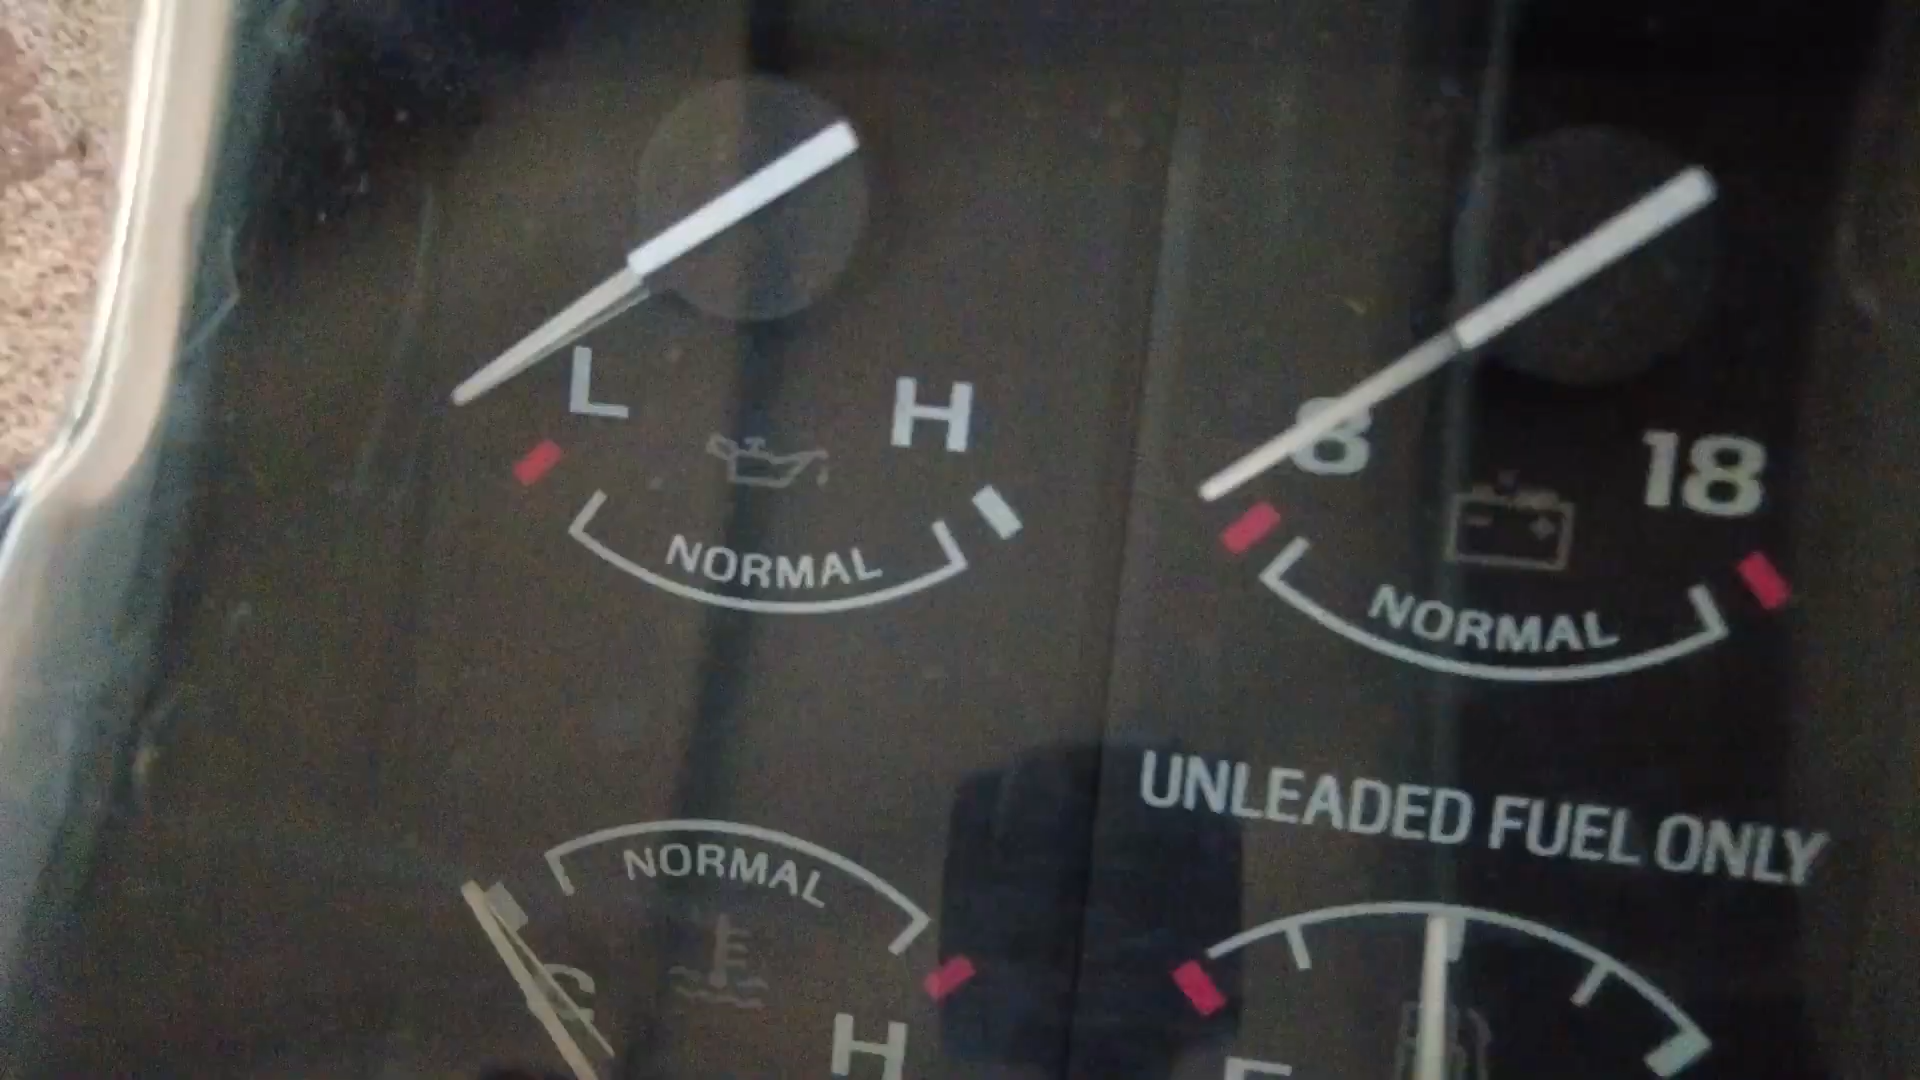 L H
NORMAL
8 18
NORMAL
UNLEADED FUEL ONLY
NORMAL
C H
E